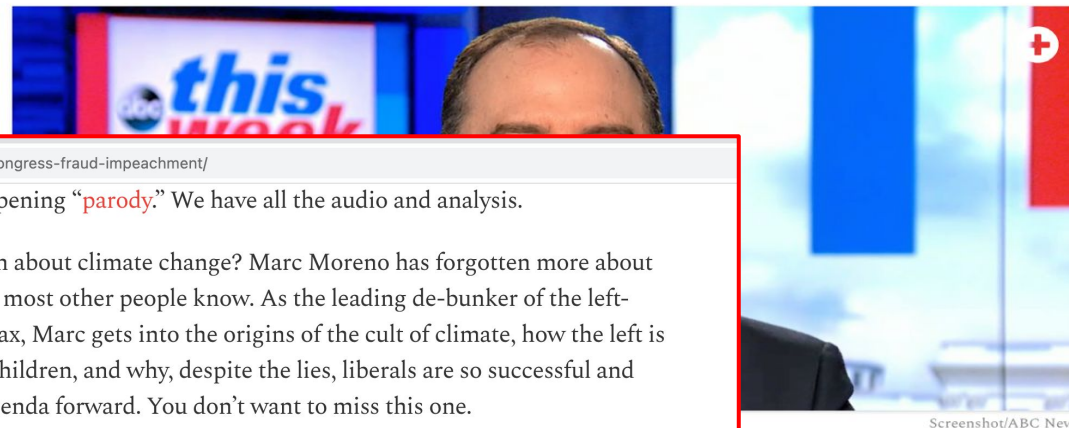 abc this
week
ongress-fraud-impeachment/
pening “parody.” We have all the audio and analysis.
n about climate change? Marc Moreno has forgotten more about
most other people know. As the leading de-bunker of the left-
ax, Marc gets into the origins of the cult of climate, how the left is
hildren, and why, despite the lies, liberals are so successful and
enda forward. You don’t want to miss this one.
Screenshot/ABC New